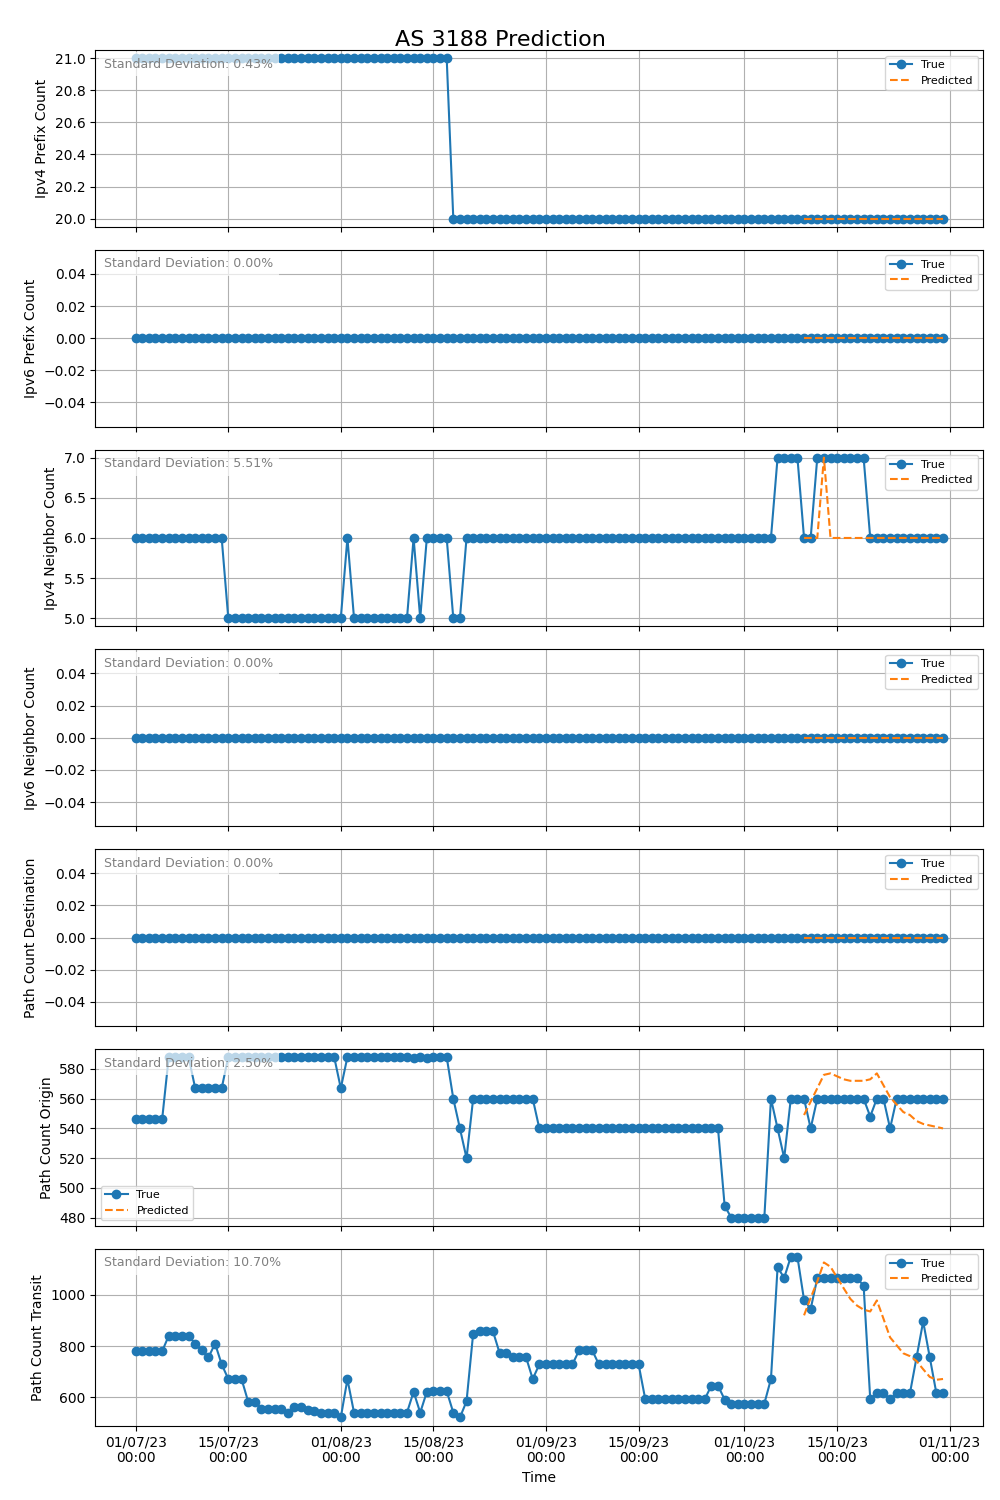 AS 3188 Prediction
Ipv4 Prefix Count
21.0
20.8
20.6
20.4
20.2
20.0
Standard Deviation: 0.43%
True
Predicted
Ipv6 Prefix Count
0.04
0.02
0.00
−0.02
−0.04
Standard Deviation: 0.00%
True
Predicted
Ipv4 Neighbor Count
7.0
6.5
6.0
5.5
5.0
Standard Deviation: 5.51%
True
Predicted
Ipv6 Neighbor Count
0.04
0.02
0.00
−0.02
−0.04
Standard Deviation: 0.00%
True
Predicted
Path Count Destination
0.04
0.02
0.00
−0.02
−0.04
Standard Deviation: 0.00%
True
Predicted
Path Count Origin
580
560
540
520
500
480
Standard Deviation: 2.50%
True
Predicted
Path Count Transit
1000
800
600
Standard Deviation: 10.70%
True
Predicted
01/07/23 15/07/23 01/08/23 15/08/23 01/09/23 15/09/23 01/10/23 15/10/23 01/11/23
00:00 00:00 00:00 00:00 00:00 00:00 00:00 00:00 00:00
Time